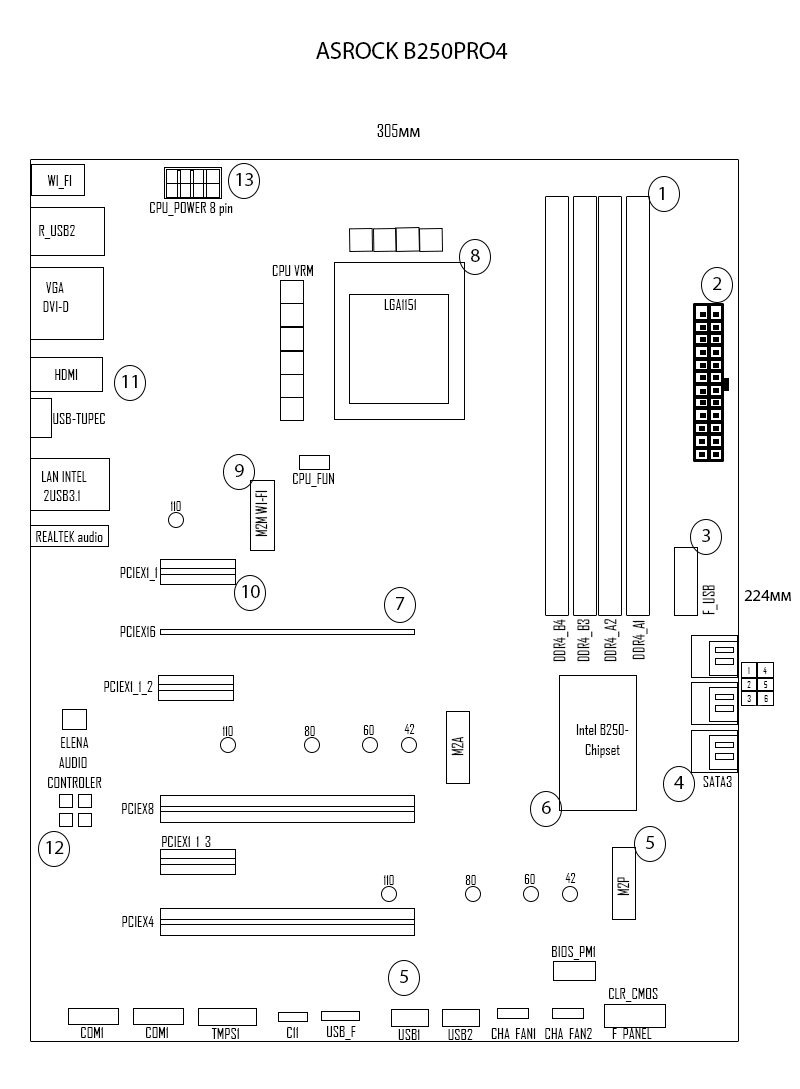 ASROCK B250PRO4
305мм
WI_FI
13
CPU_POWER 8 pin
1
R_USB2
8
CPU VRM
2
VGA
DVI-D
LGA1151
HDMI
11
USB-TUPEC
9
LAN INTEL
2USB3.1
M2M WI-FI
CPU_FUN
110
REALTEK audio
3
PCIEX1_1
10
F_USB
224мм
7
PCIEX16
DDR4_B4
DDR4_B3
DDR4_A2
DDR4_A1
1 4
2 5
3 6
PCIEX1_1_2
ELENA
AUDIO
CONTROLER
110
80
60
42
M2A
Intel B250-
Chipset
4
SATA3
PCIEX8
6
12
PCIEX1_1_3
5
110
80
60
42
M2P
PCIEX4
BIOS_PM1
5
CLR_CMOS
COM1
COM1
TMPS1
C11
USB_F
USB1
USB2
CHA_FAN1
CHA_FAN2
F_PANEL